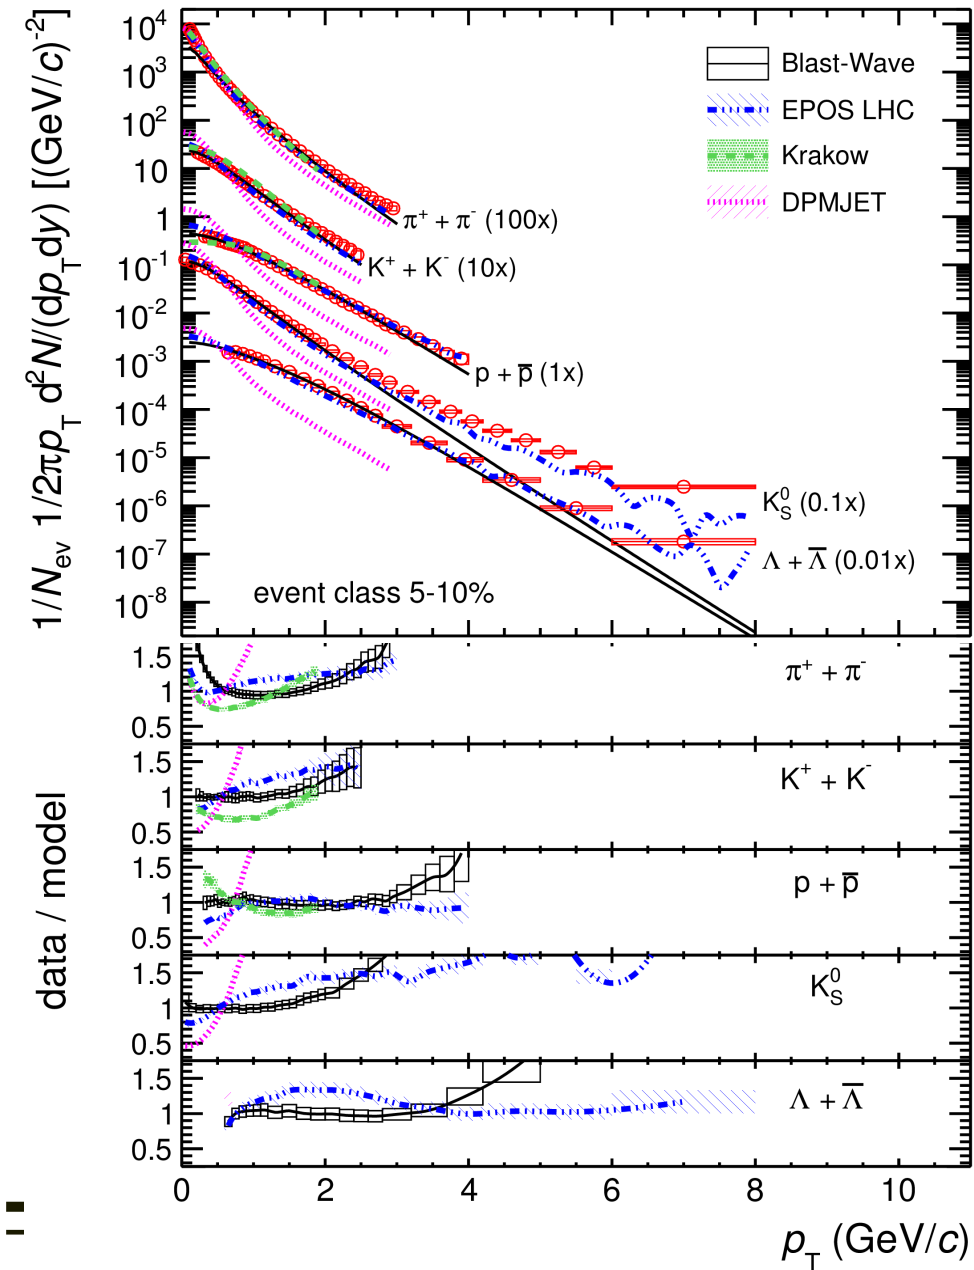 1/N_ev 1/2πp_T d²N/(dp_Tdy) [(GeV/c)⁻²]
10⁴
10³
10²
10
1
10⁻¹
10⁻²
10⁻³
10⁻⁴
10⁻⁵
10⁻⁶
10⁻⁷
10⁻⁸
Blast-Wave
EPOS LHC
Krakow
DPMJET
π⁺ + π⁻ (100x)
K⁺ + K⁻ (10x)
p + p̅ (1x)
K⁰_S (0.1x)
Λ + Λ̅ (0.01x)
event class 5-10%
data / model
1.5
1
0.5
π⁺ + π⁻
1.5
1
0.5
K⁺ + K⁻
1.5
1
0.5
p + p̅
1.5
1
0.5
K⁰_S
1.5
1
0.5
Λ + Λ̅
0 2 4 6 8 10
p_T (GeV/c)